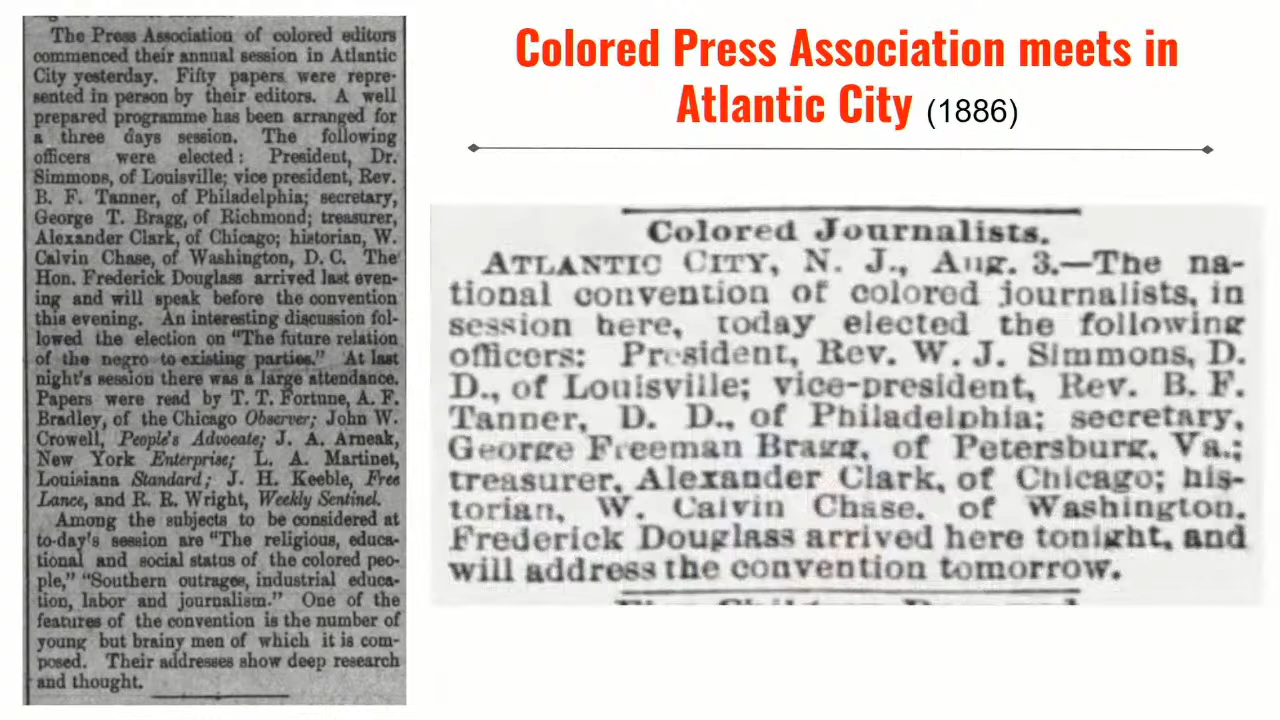 Colored Press Association meets in
Atlantic City (1886)
The Press Association of colored editors
commenced their annual session in Atlantic
City yesterday. Fifty papers were repre-
sented in person by their editors. A well
prepared programme has been arranged for
a three days session. The following
officers were elected: President, Dr.
Simmons, of Louisville; vice president, Rev.
B. F. Tanner, of Philadelphia; secretary,
George T. Bragg, of Richmond; treasurer,
Alexander Clark, of Chicago; historian, W.
Calvin Chase, of Washington, D. C. The
Hon. Frederick Douglass arrived last even-
ing and will speak before the convention
this evening. An interesting discussion fol-
lowed the election on "The future relation
of the negro to existing parties." At last
night's session there was a large attendance.
Papers were read by T. T. Fortune, A. F.
Bradley, of the Chicago Observer; John W.
Crowell, People's Advocate; J. A. Arneak,
New York Enterprise; L. A. Martinet,
Louisiana Standard; J. H. Keeble, Free
Lance, and R. R. Wright, Weekly Sentinel.
Among the subjects to be considered at
to-day's session are "The religious, educa-
tional and social status of the colored peo-
ple," "Southern outrages, industrial educa-
tion, labor and journalism." One of the
features of the convention is the number of
young but brainy men of which it is com-
posed. Their addresses show deep research
and thought.
Colored Journalists.
ATLANTIC CITY, N. J., Aug. 3.—The na-
tional convention of colored journalists, in
session here, today elected the following
officers: President, Rev. W. J. Simmons, D.
D., of Louisville; vice-president, Rev. B. F.
Tanner, D. D., of Philadelphia; secretary,
George Freeman Bragg, of Petersburg, Va.;
treasurer, Alexander Clark, of Chicago; his-
torian, W. Calvin Chase, of Washington.
Frederick Douglass arrived here tonight, and
will address the convention tomorrow.